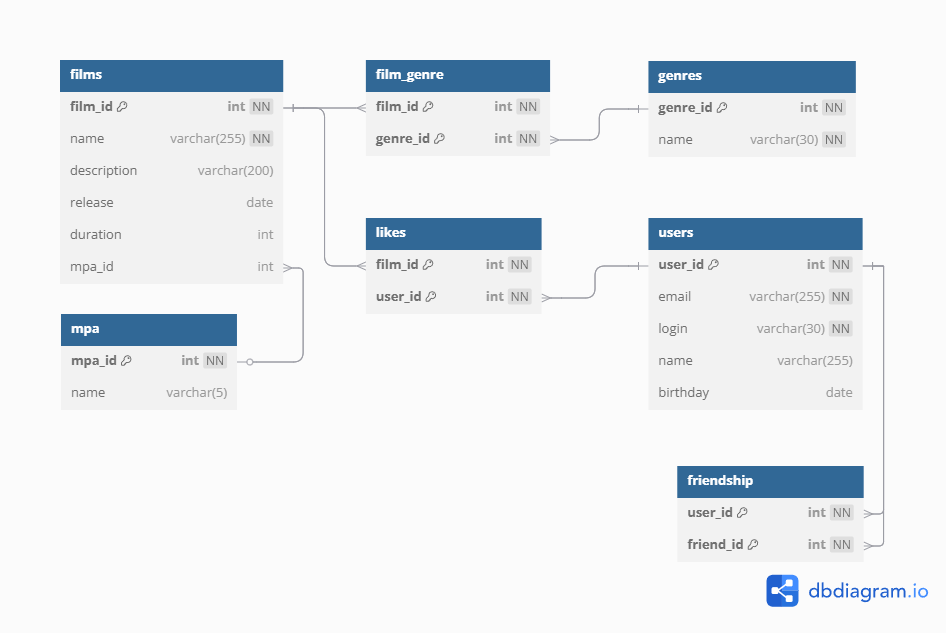 films
film_id int NN
name varchar(255) NN
description varchar(200)
release date
duration int
mpa_id int
film_genre
film_id int NN
genre_id int NN
genres
genre_id int NN
name varchar(30) NN
likes
film_id int NN
user_id int NN
users
user_id int NN
email varchar(255) NN
login varchar(30) NN
name varchar(255)
birthday date
mpa
mpa_id int NN
name varchar(5)
friendship
user_id int NN
friend_id int NN
dbdiagram.io